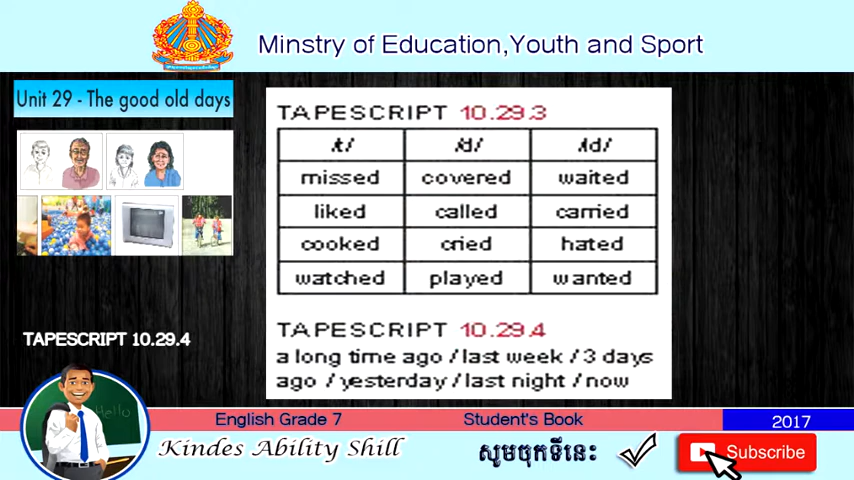 Minstry of Education,Youth and Sport
Unit 29 - The good old days
TAPESCRIPT 10.29.3
/t/ /d/ /ɪd/
missed covered waited
liked called carried
cooked cried hated
watched played wanted
TAPESCRIPT 10.29.4
a long time ago / last week / 3 days
ago / yesterday / last night / now
TAPESCRIPT 10.29.4
Hello
English Grade 7 Student's Book 2017
Kindes Ability Shill សូមចុកទីនេះ Subscribe